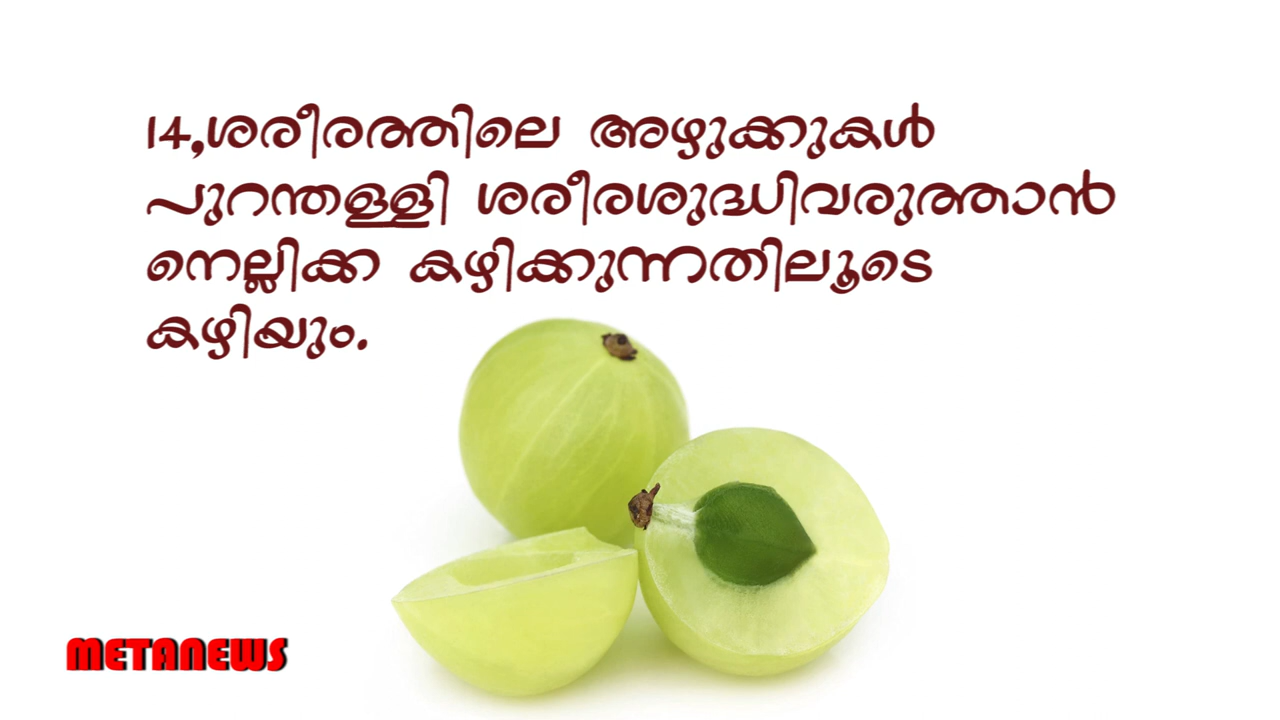 14,ശരീരത്തിലെ അഴുക്കുകൾ
പുറന്തള്ളി ശരീരശുദ്ധിവരുത്താൻ
നെല്ലിക്ക കഴിക്കുന്നതിലൂടെ
കഴിയും.
METANEWS